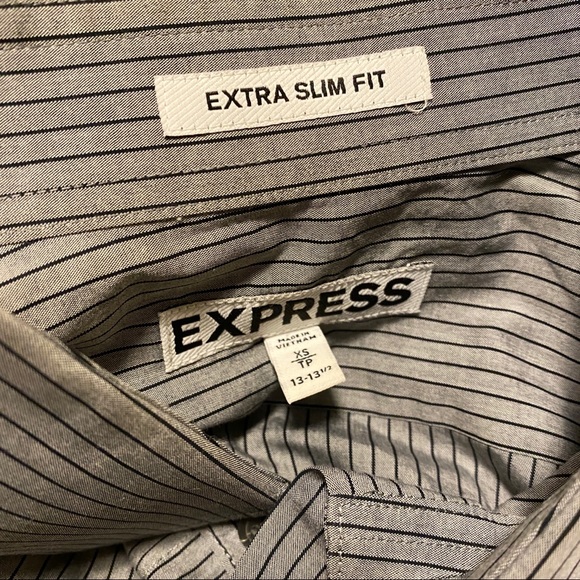 EXTRA SLIM FIT
EXPRESS
MADE IN
VIETNAM
XS
TP
13-13 1/2